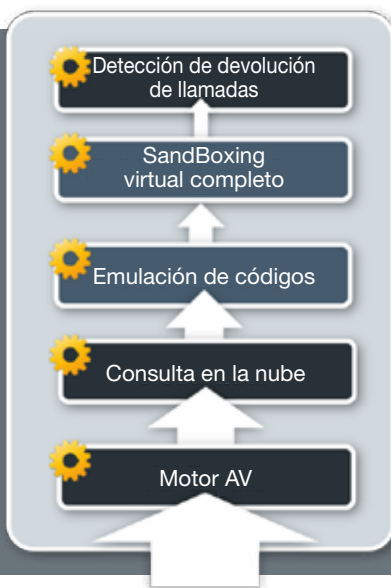 Detección de devolución
de llamadas
SandBoxing
virtual completo
Emulación de códigos
Consulta en la nube
Motor AV